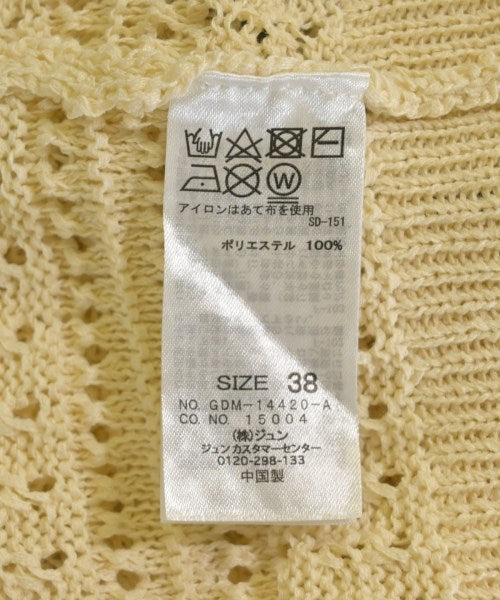 W
アイロンはあて布を使用
SD-151
ポリエステル 100%
SIZE 38
NO. GDM-14420-A
CO. NO. 15004
(株)ジュン
ジュンカスタマーセンター
0120-298-133
中国製